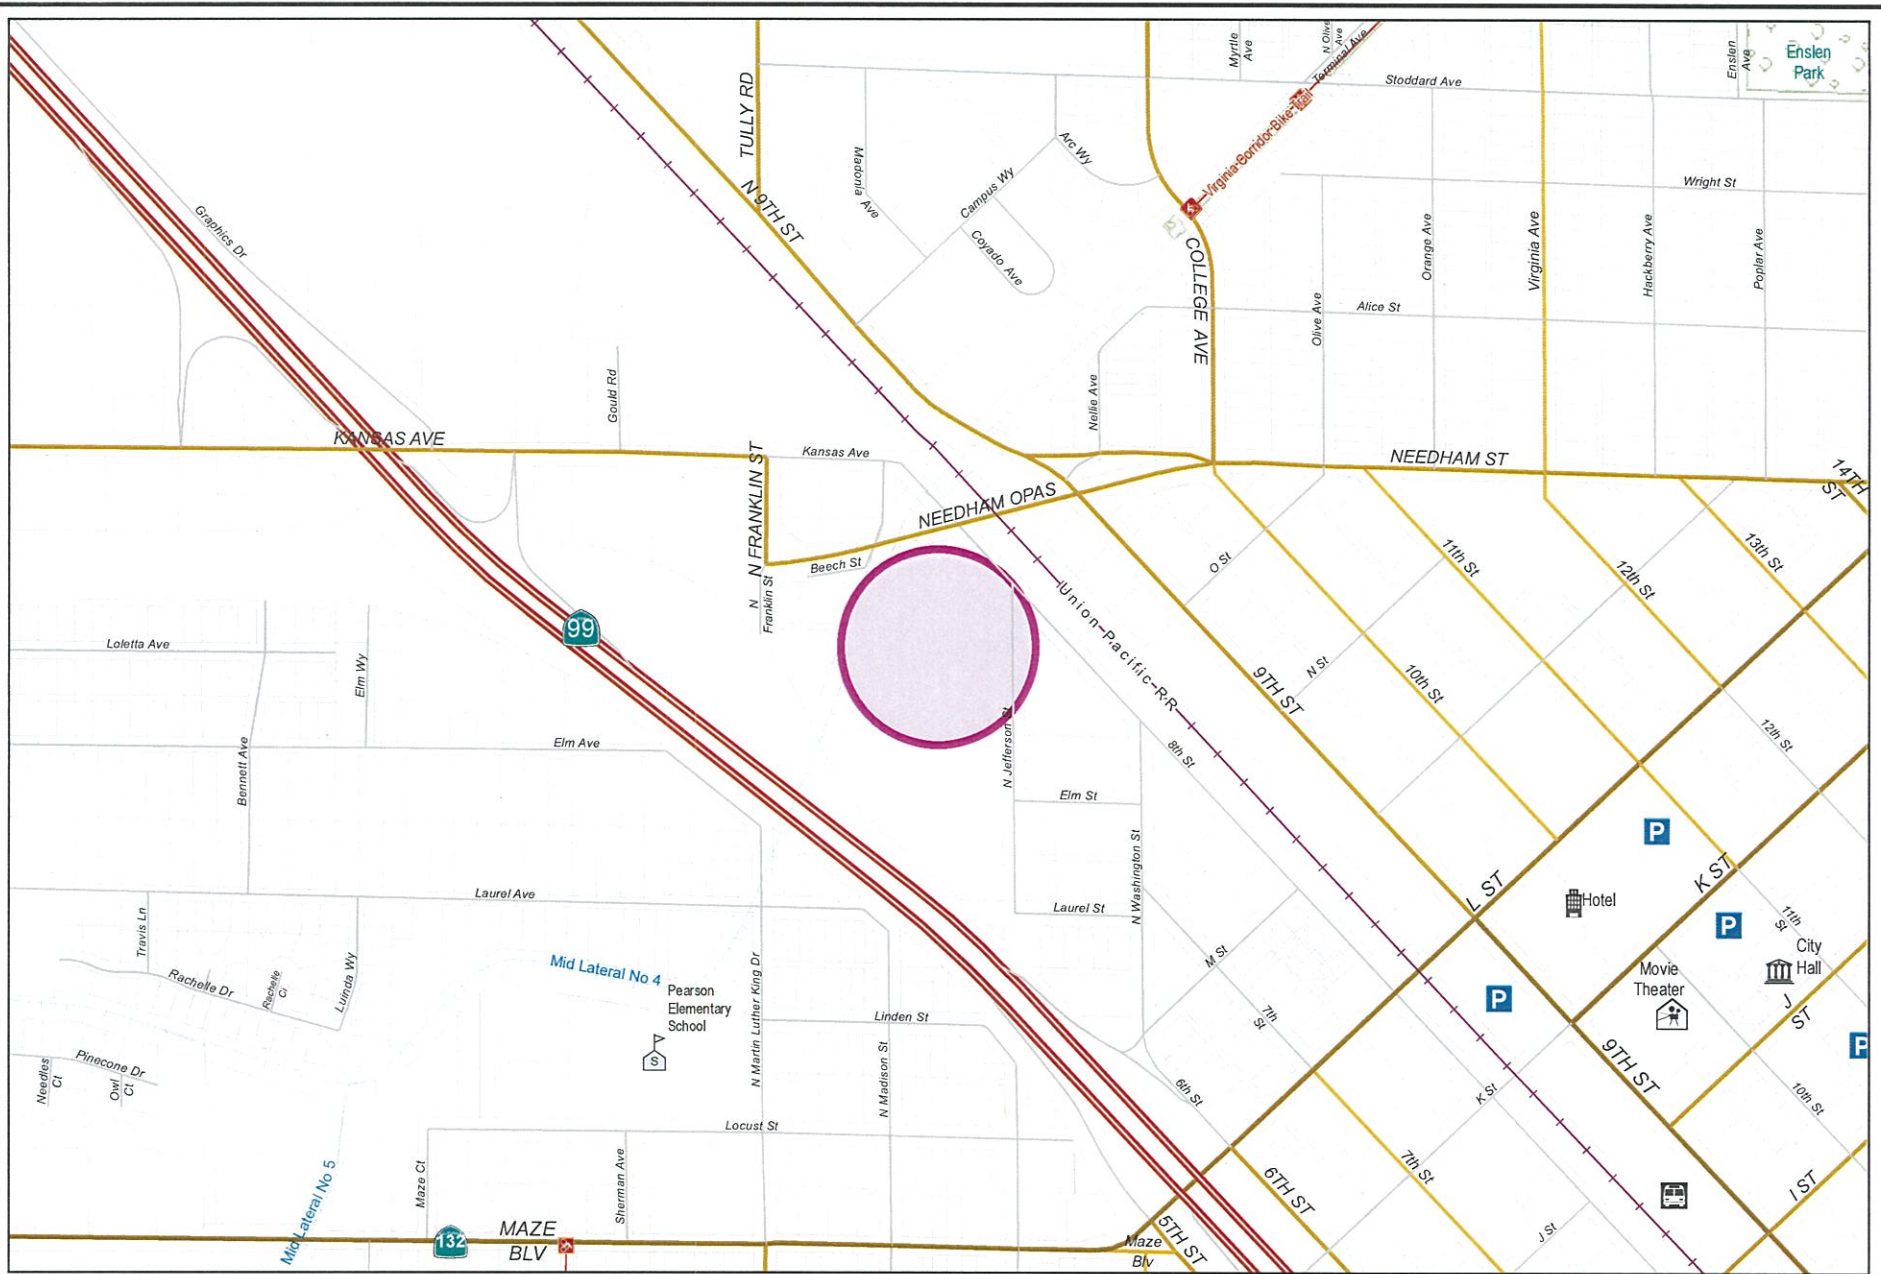 Enslen
Ave
Enslen
Park
Myrtle
Ave
N Olive
Ave
Terminal Ave
Stoddard Ave
Virginia Corridor Bike Trail
TULLY RD
N 9TH ST
Madonia
Ave
Arc Wy
Campus Wy
Coyado Ave
Wright St
COLLEGE AVE
Olive Ave
Orange Ave
Virginia Ave
Hackberry Ave
Poplar Ave
Alice St
Graphics Dr
Gould Rd
Nellie Ave
KANSAS AVE
Kansas Ave
N FRANKLIN ST
NEEDHAM ST
14TH
ST
NEEDHAM OPAS
Beech St
N
Franklin St
O St
11th St
12th St
13th St
Union Pacific RR
99
Loletta Ave
Elm Wy
N St
10th St
9TH ST
12th St
Elm Ave
Bennett Ave
N Jefferson St
8th St
Elm St
N Washington St
P
L ST
K ST
Hotel
Laurel Ave
Laurel St
P
11th
St
City
Hall
Travis Ln
Rachelle Dr
Rachelle
Ci
Luinda Wy
Mid Lateral No 4
Pearson
Elementary
School
S
N Martin Luther King Dr
M St
Movie
Theater
J
ST
P
7th
St
Linden St
N Madison St
P
9TH ST
Needles
Ct
Pinecone Dr
Owl
Ct
6th St
K St
10th St
Locust St
Maze Ct
Sherman Ave
7th St
6TH ST
I ST
Mid Lateral No 5
132
MAZE
BLV
Maze
Blv
5TH ST
J St